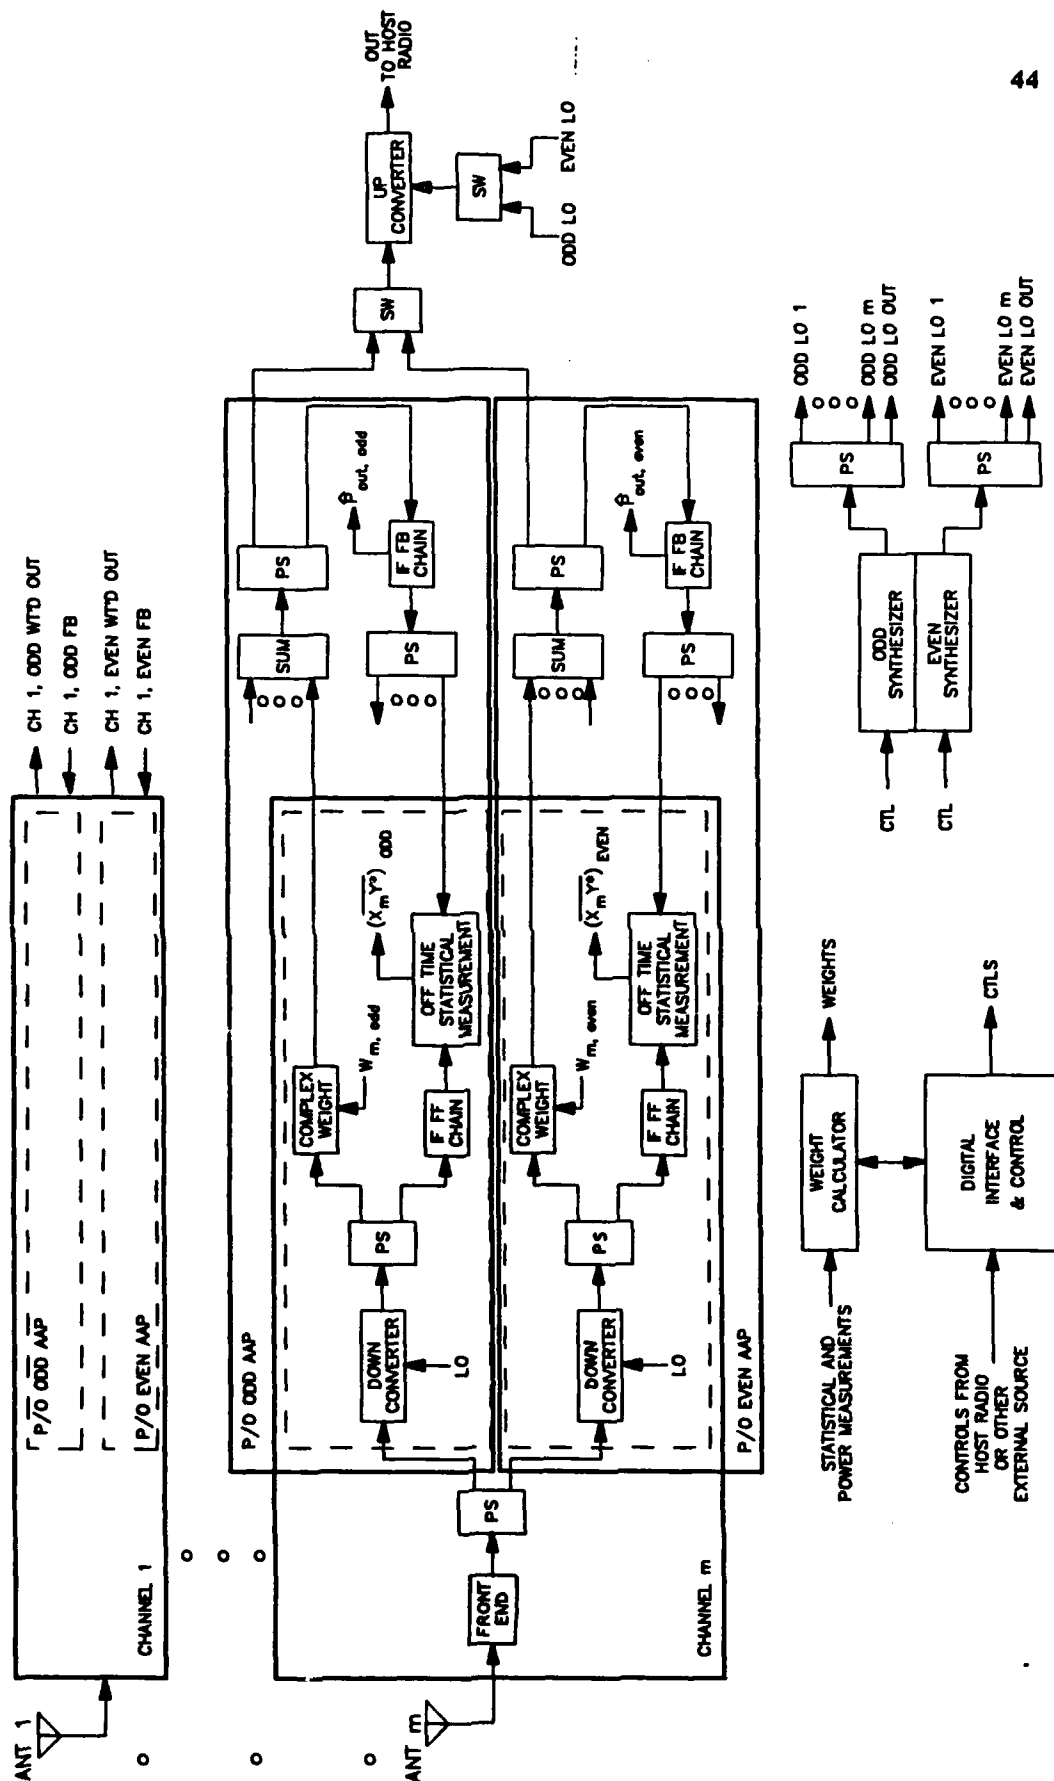 ANT 1
CHANNEL 1
P/O ODD AAP
P/O EVEN AAP
CH 1, ODD WT'D OUT
CH 1, ODD FB
CH 1, EVEN WT'D OUT
CH 1, EVEN FB
ANT m
FRONT
END
PS
CHANNEL m
P/O ODD AAP
DOWN
CONVERTER
LO
PS
COMPLEX
WEIGHT
W m, odd
IF FF
CHAIN
OFF TIME
STATISTICAL
MEASUREMENT
(X̅m̅Y̅*) ODD
SUM
PS
PS
IF FB
CHAIN
P̂ out, odd
P/O EVEN AAP
DOWN
CONVERTER
LO
PS
COMPLEX
WEIGHT
W m, even
IF FF
CHAIN
OFF TIME
STATISTICAL
MEASUREMENT
(X̅m̅Y̅*) EVEN
SUM
PS
PS
IF FB
CHAIN
P̂ out, even
SW
UP
CONVERTER
OUT
TO HOST
RADIO
SW
ODD LO
EVEN LO
STATISTICAL AND
POWER MEASUREMENTS
WEIGHT
CALCULATOR
WEIGHTS
CONTROLS FROM
HOST RADIO
OR OTHER
EXTERNAL SOURCE
DIGITAL
INTERFACE
& CONTROL
CTLS
CTL
CTL
ODD
SYNTHESIZER
EVEN
SYNTHESIZER
PS
PS
ODD LO 1
ODD LO m
ODD LO OUT
EVEN LO 1
EVEN LO m
EVEN LO OUT
44